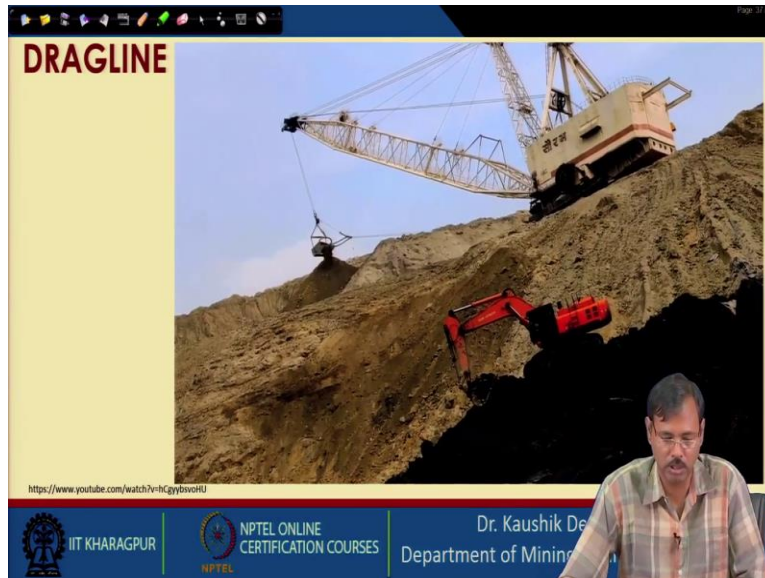 Page 37
DRAGLINE
सौरभ
https://www.youtube.com/watch?v=hCgyybsvoHU
IIT KHARAGPUR
NPTEL
NPTEL ONLINE
CERTIFICATION COURSES
Dr. Kaushik De
Department of Mining